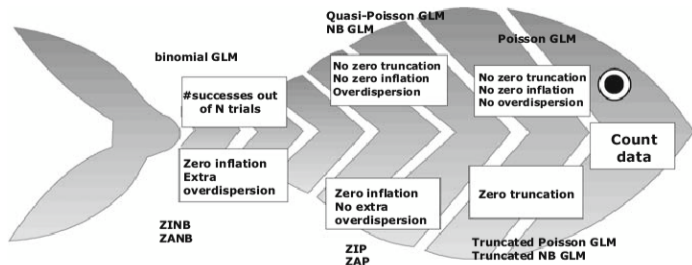 Quasi-Poisson GLM
NB GLM
Poisson GLM
binomial GLM
No zero truncation
No zero inflation
Overdispersion
No zero truncation
No zero inflation
No overdispersion
#successes out
of N trials
Count
data
Zero inflation
Extra
overdispersion
Zero inflation
No extra
overdispersion
Zero truncation
ZINB
ZANB
ZIP
ZAP
Truncated Poisson GLM
Truncated NB GLM